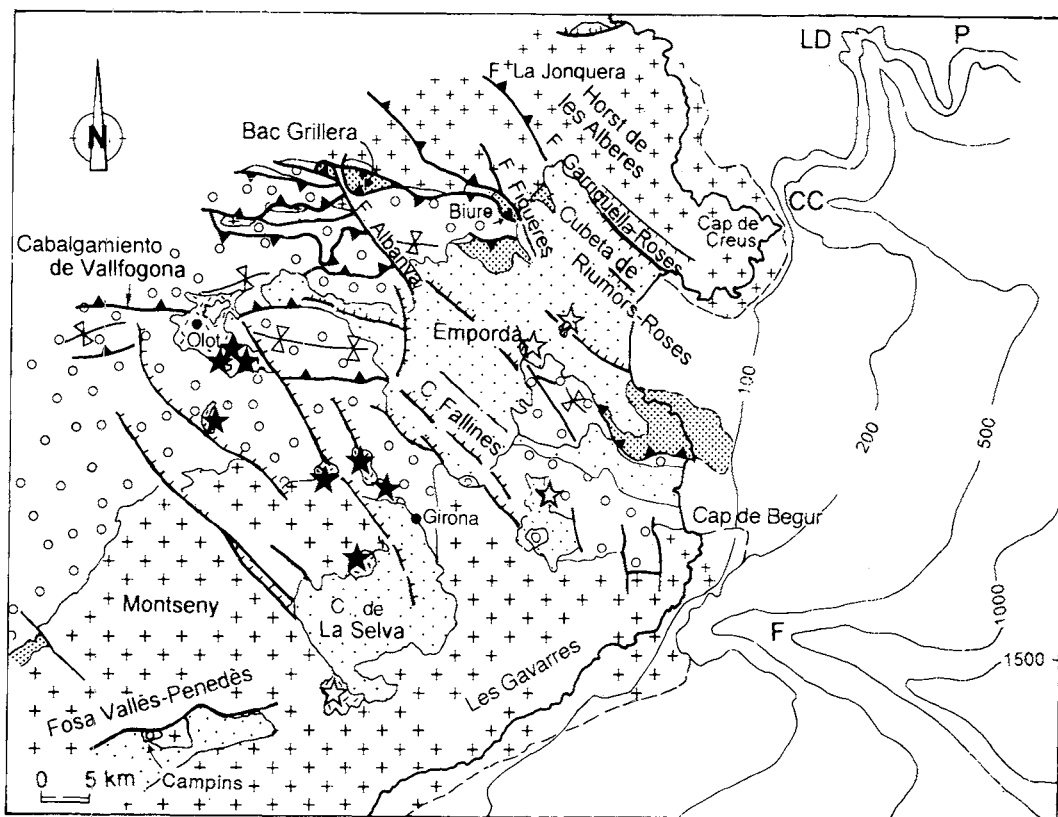 LD
P
F La Jonquera
Horst de
les Alberes
N
Bac Grillera
F Garriguella-Roses
F Figueres
CC
Biure
Cap de
Creus
Cubeta de
Riumors-Roses
F Albanya
Cabalgamiento
de Vallfogona
Olot
Empordà
100
200
500
C. Fallines
Girona
Cap de Begur
Montseny
C. de
La Selva
F
1000
1500
Les Gavarres
Fosa Vallès-Penedès
0 5 km
Campins